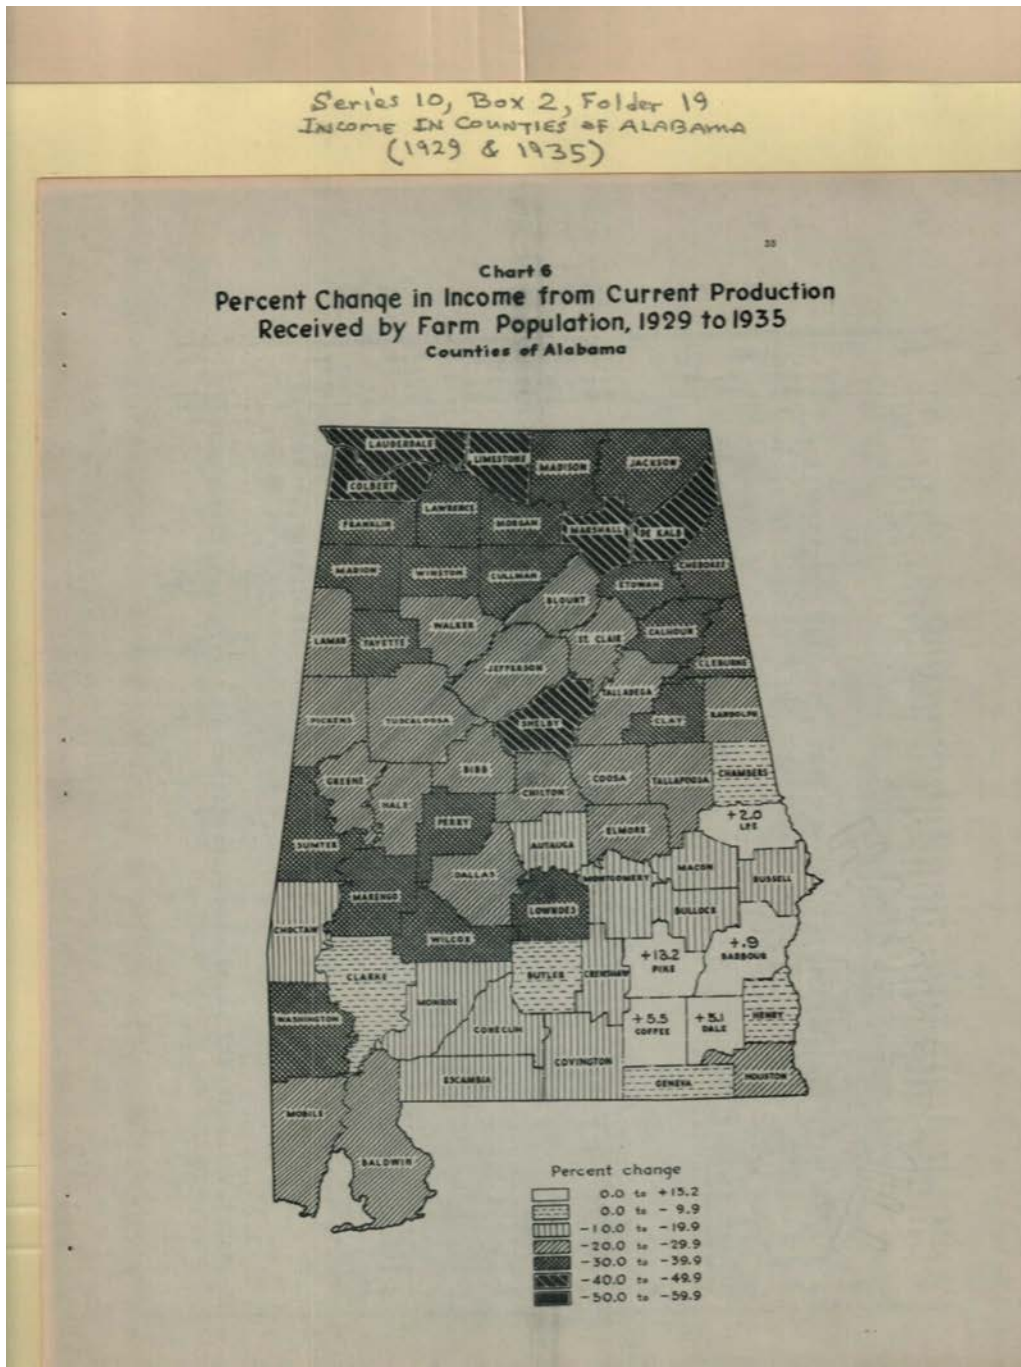 Series 10, Box 2, Folder 19
INCOME IN COUNTIES OF ALABAMA
(1929 & 1935)
35
Chart 6
Percent Change in Income from Current Production
Received by Farm Population, 1929 to 1935
Counties of Alabama
LAUDERDALE
LIMESTONE
MADISON
JACKSON
COLBERT
LAWRENCE
FRANKLIN
MORGAN
MARSHALL
DE KALB
CHEROKEE
MARION
WINSTON
CULLMAN
ETOWAH
BLOUNT
LAMAR
FAYETTE
WALKER
ST. CLAIR
CALHOUN
CLEBURNE
JEFFERSON
TALLADEGA
PICKENS
TUSCALOOSA
SHELBY
CLAY
RANDOLPH
GREENE
BIBB
COOSA
TALLAPOOSA
CHAMBERS
HALE
CHILTON
+2.0
LEE
PERRY
ELMORE
SUMTER
AUTAUGA
MACON
RUSSELL
DALLAS
MONTGOMERY
MARENGO
LOWNDES
BULLOCK
CHOCTAW
WILCOX
+.9
BARBOUR
+13.2
PIKE
CLARKE
BUTLER
CRENSHAW
MONROE
WASHINGTON
CONECUH
+5.5
COFFEE
+5.1
DALE
HENRY
COVINGTON
ESCAMBIA
GENEVA
HOUSTON
MOBILE
BALDWIN
Percent change
0.0 to +13.2
0.0 to - 9.9
-10.0 to -19.9
-20.0 to -29.9
-30.0 to -39.9
-40.0 to -49.9
-50.0 to -59.9